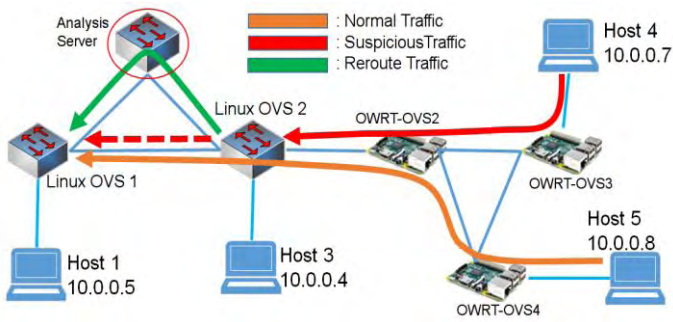 Analysis
Server
: Normal Traffic
: SuspiciousTraffic
: Reroute Traffic
Host 4
10.0.0.7
Linux OVS 2
OWRT-OVS2
Linux OVS 1
OWRT-OVS3
Host 1
10.0.0.5
Host 3
10.0.0.4
Host 5
10.0.0.8
OWRT-OVS4